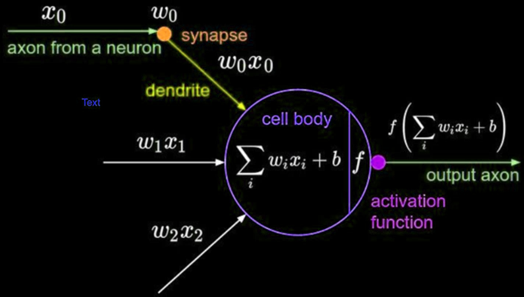 x₀ w₀
axon from a neuron
synapse
w₀x₀
dendrite
Text
cell body
f(∑ᵢ wᵢxᵢ + b)
w₁x₁
∑ᵢ wᵢxᵢ + b f
output axon
activation
function
w₂x₂